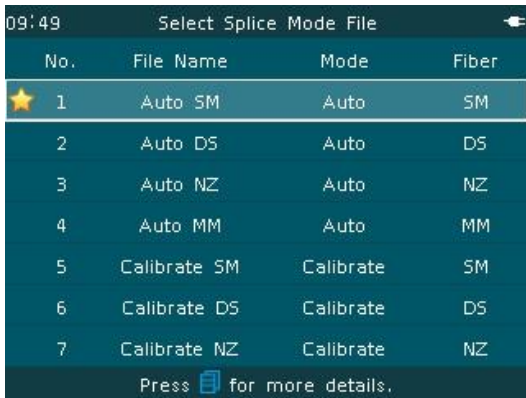 09:49 Select Splice Mode File
No. File Name Mode Fiber
1 Auto SM Auto SM
2 Auto DS Auto DS
3 Auto NZ Auto NZ
4 Auto MM Auto MM
5 Calibrate SM Calibrate SM
6 Calibrate DS Calibrate DS
7 Calibrate NZ Calibrate NZ
Press for more details.